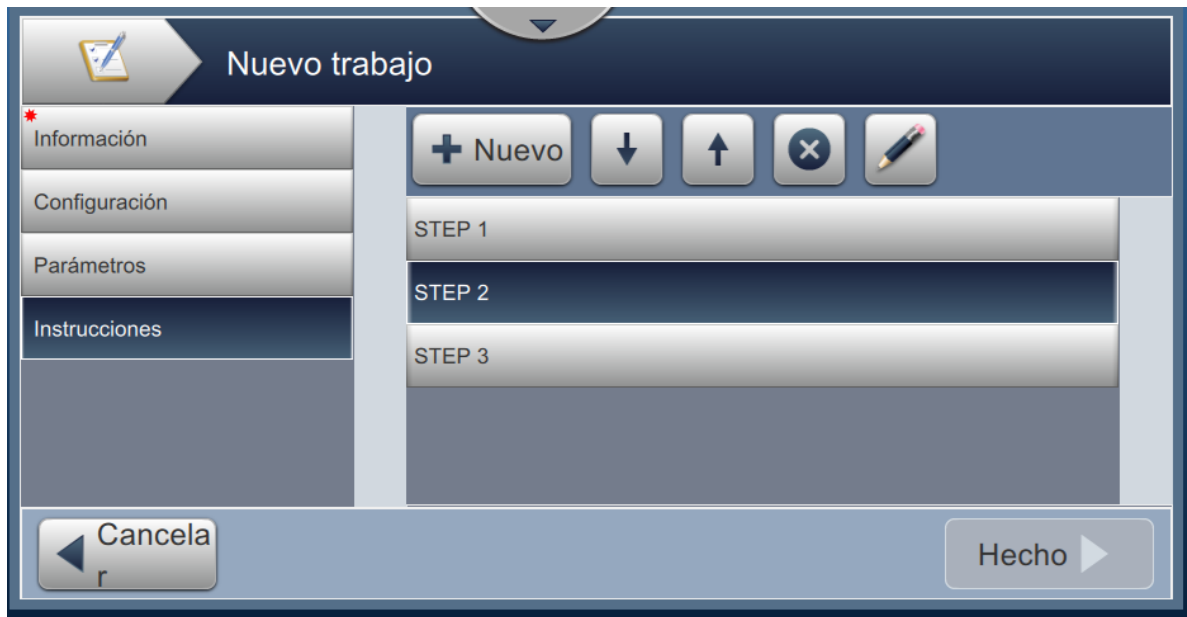 Nuevo trabajo
Información
Configuración
Parámetros
Instrucciones
Nuevo
STEP 1
STEP 2
STEP 3
Cancela
r
Hecho